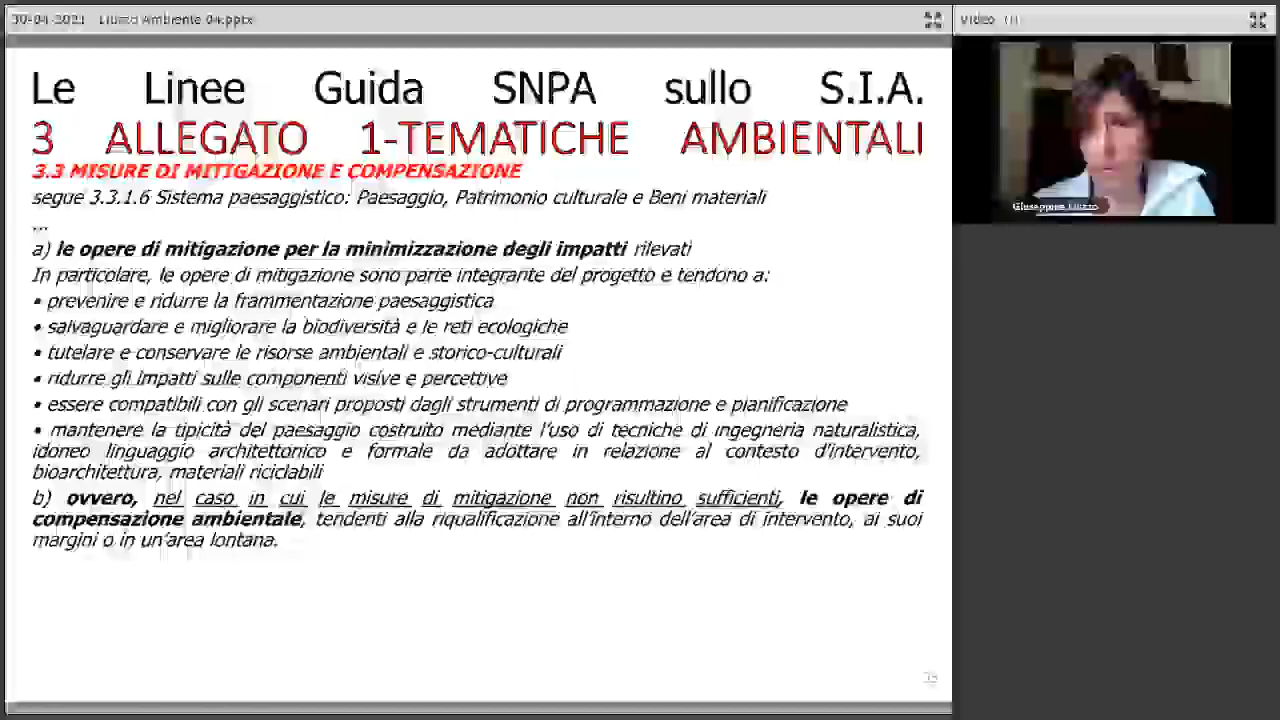 30-04-2021 Liuzzo Ambiente 04.pptx
Video
Le Linee Guida SNPA sullo S.I.A.
3 ALLEGATO 1-TEMATICHE AMBIENTALI
3.3 MISURE DI MITIGAZIONE E COMPENSAZIONE
segue 3.3.1.6 Sistema paesaggistico: Paesaggio, Patrimonio culturale e Beni materiali
...
a) le opere di mitigazione per la minimizzazione degli impatti rilevati
In particolare, le opere di mitigazione sono parte integrante del progetto e tendono a:
• prevenire e ridurre la frammentazione paesaggistica
• salvaguardare e migliorare la biodiversità e le reti ecologiche
• tutelare e conservare le risorse ambientali e storico-culturali
• ridurre gli impatti sulle componenti visive e percettive
• essere compatibili con gli scenari proposti dagli strumenti di programmazione e pianificazione
• mantenere la tipicità del paesaggio costruito mediante l'uso di tecniche di ingegneria naturalistica,
idoneo linguaggio architettonico e formale da adottare in relazione al contesto d'intervento,
bioarchitettura, materiali riciclabili
b) ovvero, nel caso in cui le misure di mitigazione non risultino sufficienti, le opere di
compensazione ambientale, tendenti alla riqualificazione all'interno dell'area di intervento, ai suoi
margini o in un'area lontana.
Giuseppina Liuzzo